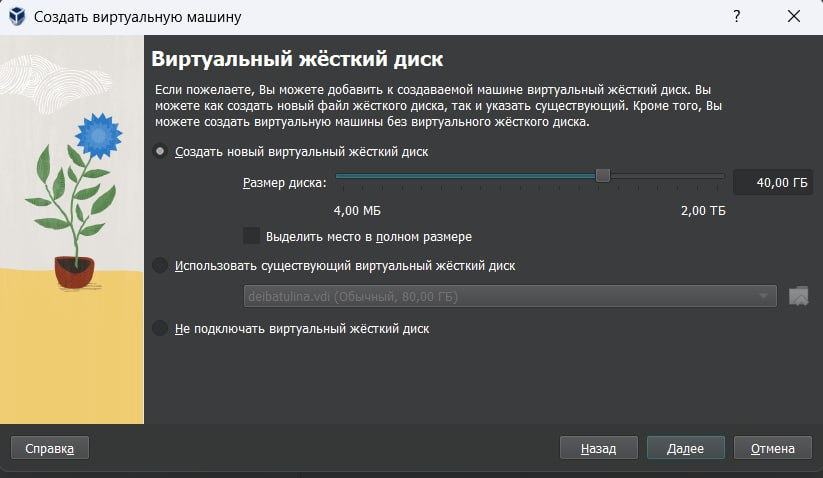 Создать виртуальную машину
?
Виртуальный жёсткий диск
Если пожелаете, Вы можете добавить к создаваемой машине виртуальный жёсткий диск. Вы
можете как создать новый файл жёсткого диска, так и указать существующий. Кроме того, Вы
можете создать виртуальную машины без виртуального жёсткого диска.
Создать новый виртуальный жёсткий диск
Размер диска:
40,00 ГБ
4,00 МБ
2,00 ТБ
Выделить место в полном размере
Использовать существующий виртуальный жёсткий диск
deibatulina.vdi (Обычный, 80,00 ГБ)
Не подключать виртуальный жёсткий диск
Справка
Назад
Далее
Отмена